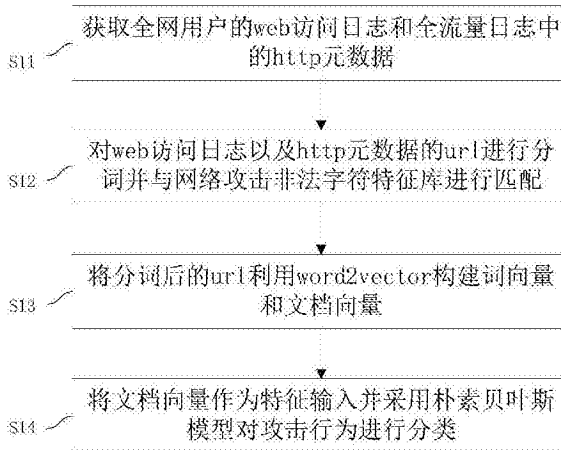 S11
获取全网用户的web访问日志和全流量日志中
的http元数据
S12
对web访问日志以及http元数据的url进行分
词并与网络攻击非法字符特征库进行匹配
S13
将分词后的url利用word2vector构建词向量
和文档向量
S14
将文档向量作为特征输入并采用朴素贝叶斯
模型对攻击行为进行分类